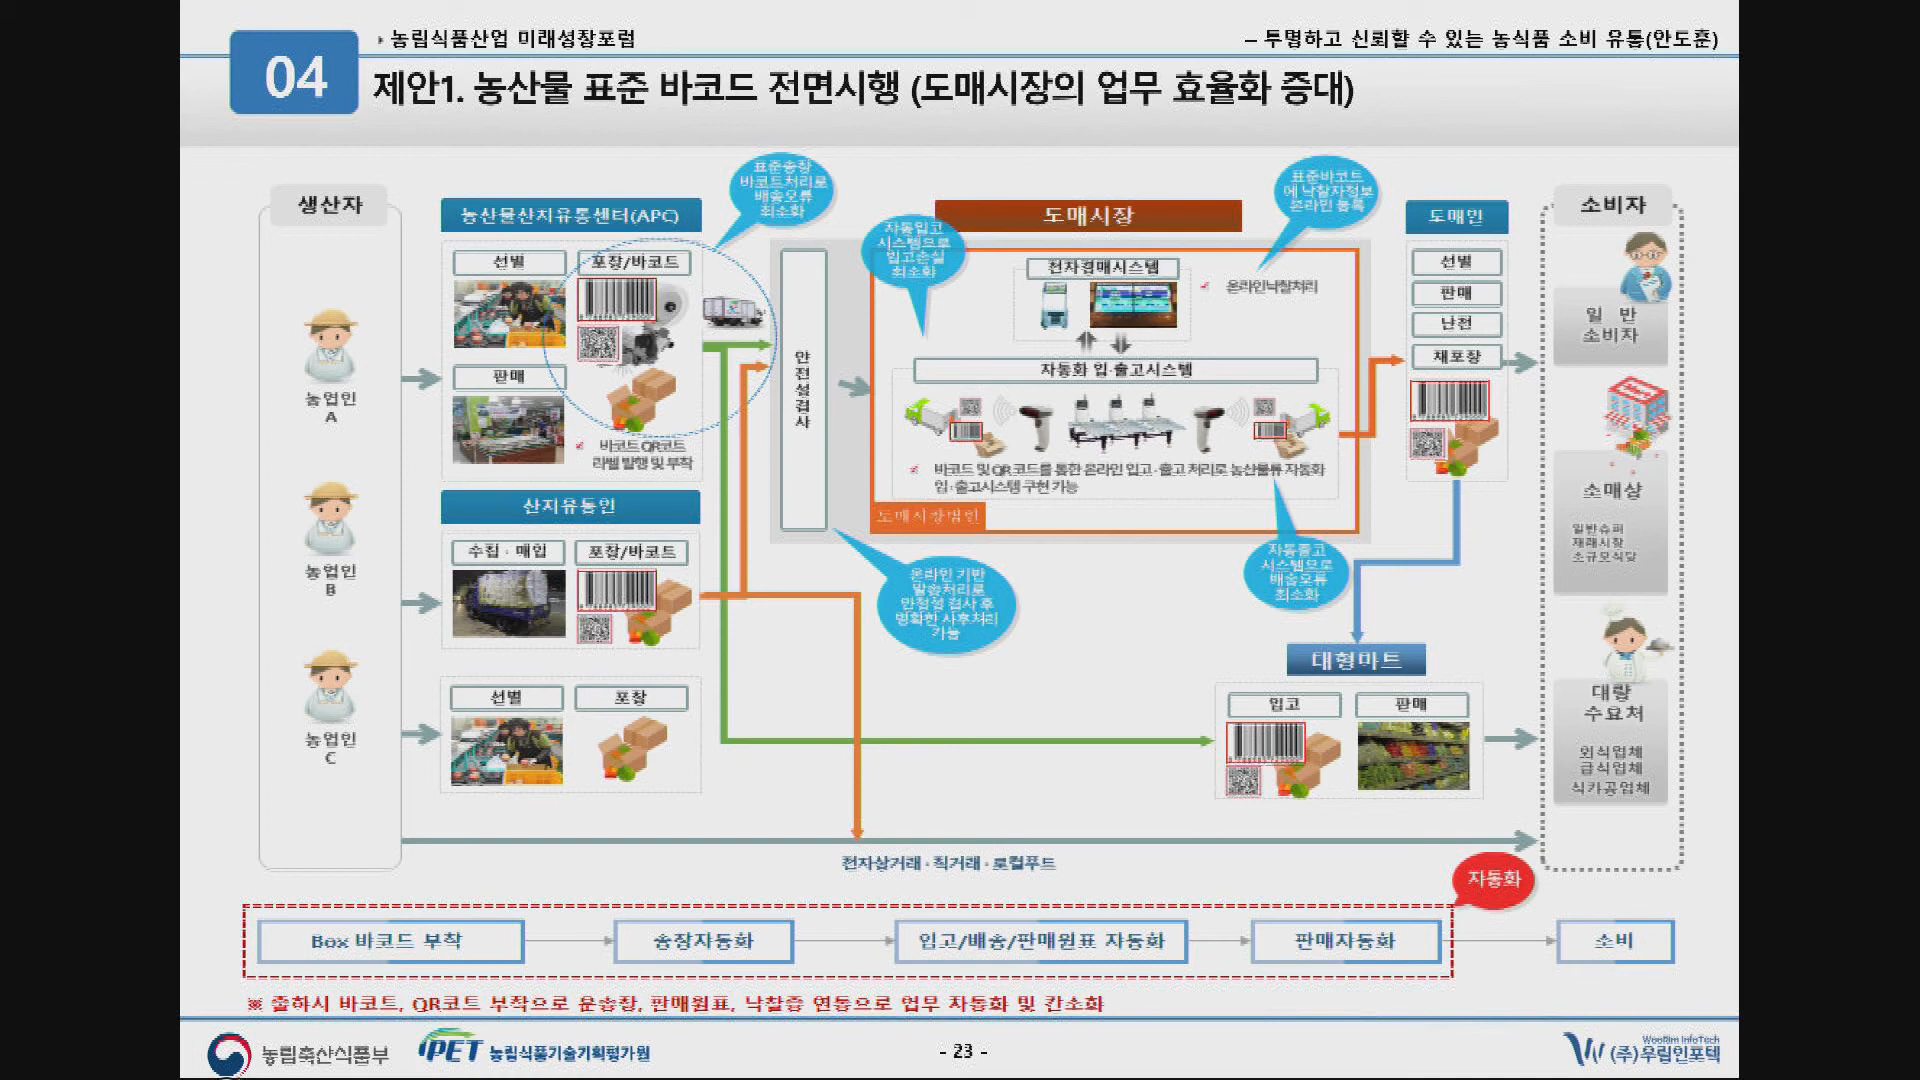 농림식품산업 미래성장포럼
– 투명하고 신뢰할 수 있는 농식품 소비 유통(안도훈)
04
제안1. 농산물 표준 바코드 전면시행 (도매시장의 업무 효율화 증대)
생산자
농업인
A
농업인
B
농업인
C
농산물산지유통센터(APC)
선별
포장/바코드
판매
바코드 QR코드
라벨 발행 및 부착
표준송장
바코드처리로
배송오류
최소화
산지유통인
수집 · 매입
포장/바코드
선별
포장
안전성검사
도매시장
자동입고
시스템으로
입고손실
최소화
표준바코드
에 낙찰자정보
온라인 등록
전자경매시스템
온라인낙찰처리
자동화 입·출고시스템
바코드 및 QR 코드를 통한 온라인 입고·출고 처리로 농산물류 자동화
입·출고시스템 구현 가능
도매시장법인
온라인 기반
발송처리로
안정성 검사 후
명확한 사후처리
가능
자동출고
시스템으로
배송오류
최소화
도매인
선별
판매
난전
재포장
대형마트
입고
판매
소비자
일 반
소비자
소매상
일반슈퍼
재래시장
소규모식당
대량
수요처
외식업체
급식업체
식가공업체
전자상거래 · 직거래 · 로컬푸드
자동화
Box 바코드 부착
송장자동화
입고/배송/판매원표 자동화
판매자동화
소비
※ 출하시 바코트, QR코트 부착으로 운송장, 판매원표, 낙찰증 연동으로 업무 자동화 및 간소화
농림축산식품부
iPET 농림식품기술기획평가원
- 23 -
WooRim InfoTech
(주)우림인포텍